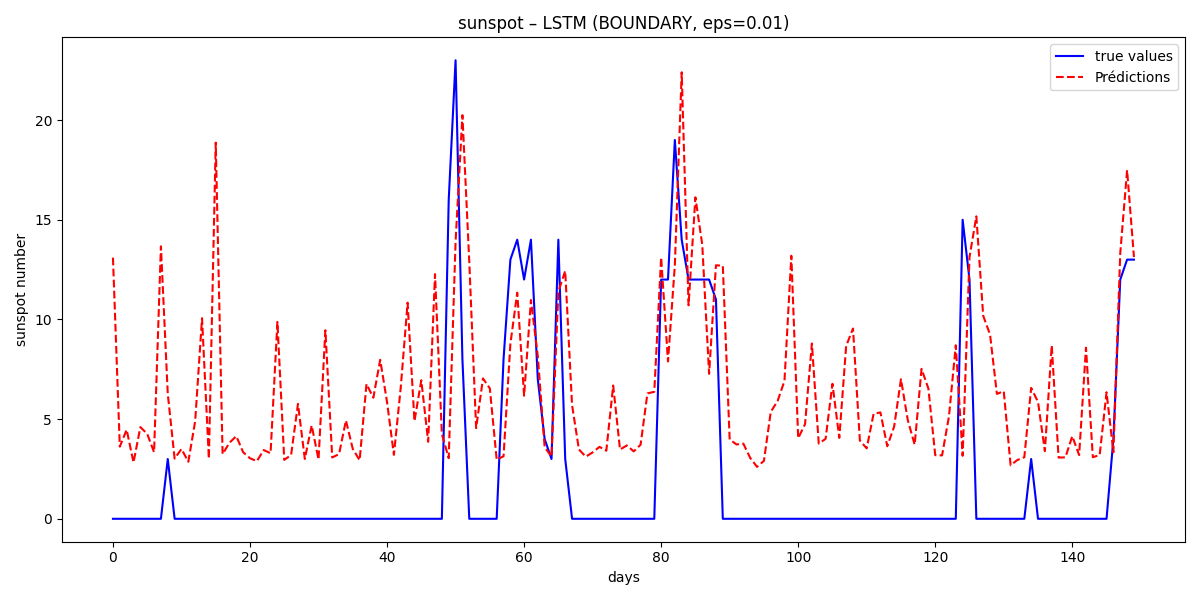 sunspot – LSTM (BOUNDARY, eps=0.01)
true values
Prédictions
sunspot number
20
15
10
5
0
0
20
40
60
80
100
120
140
days